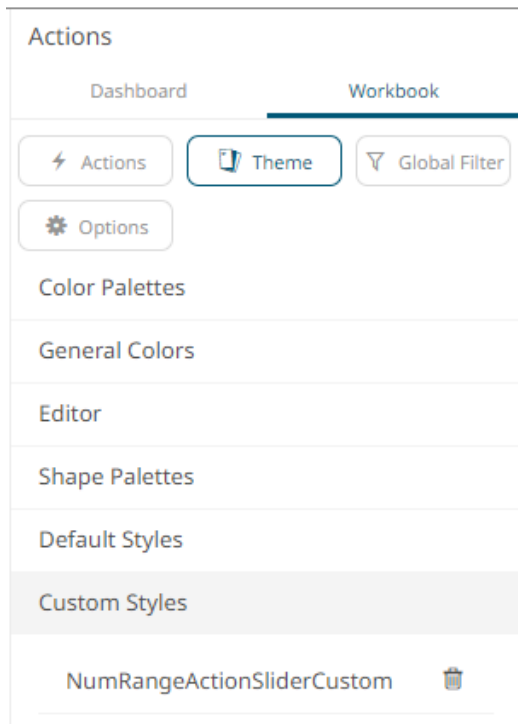 Actions
Dashboard Workbook
Actions Theme Global Filter
Options
Color Palettes
General Colors
Editor
Shape Palettes
Default Styles
Custom Styles
NumRangeActionSliderCustom